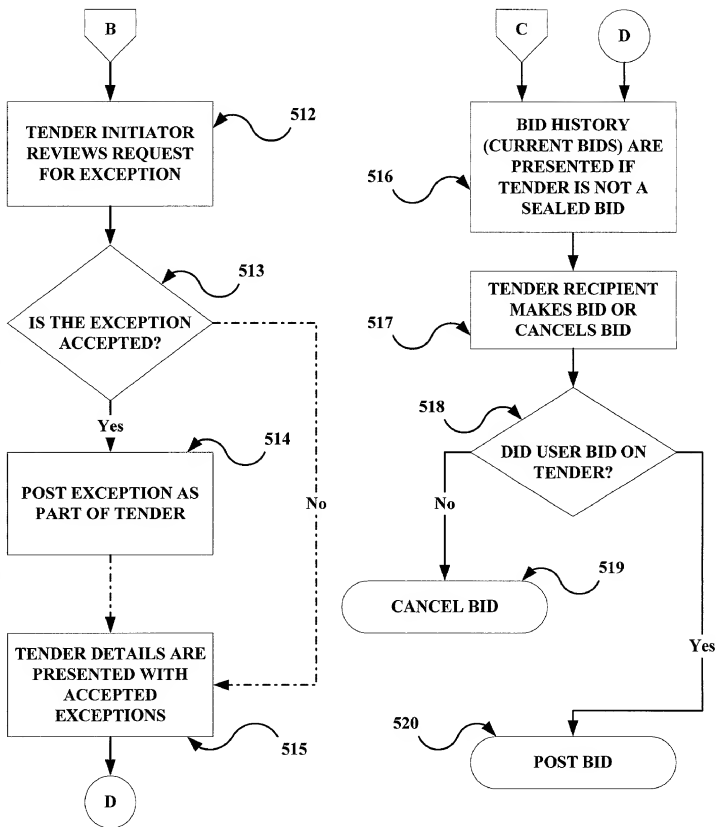 B
512
TENDER INITIATOR
REVIEWS REQUEST
FOR EXCEPTION
513
IS THE EXCEPTION
ACCEPTED?
Yes
No
514
POST EXCEPTION AS
PART OF TENDER
TENDER DETAILS ARE
PRESENTED WITH
ACCEPTED
EXCEPTIONS
515
D
C
D
BID HISTORY
(CURRENT BIDS) ARE
PRESENTED IF
TENDER IS NOT A
SEALED BID
516
TENDER RECIPIENT
MAKES BID OR
CANCELS BID
517
518
DID USER BID ON
TENDER?
No
519
CANCEL BID
Yes
520
POST BID